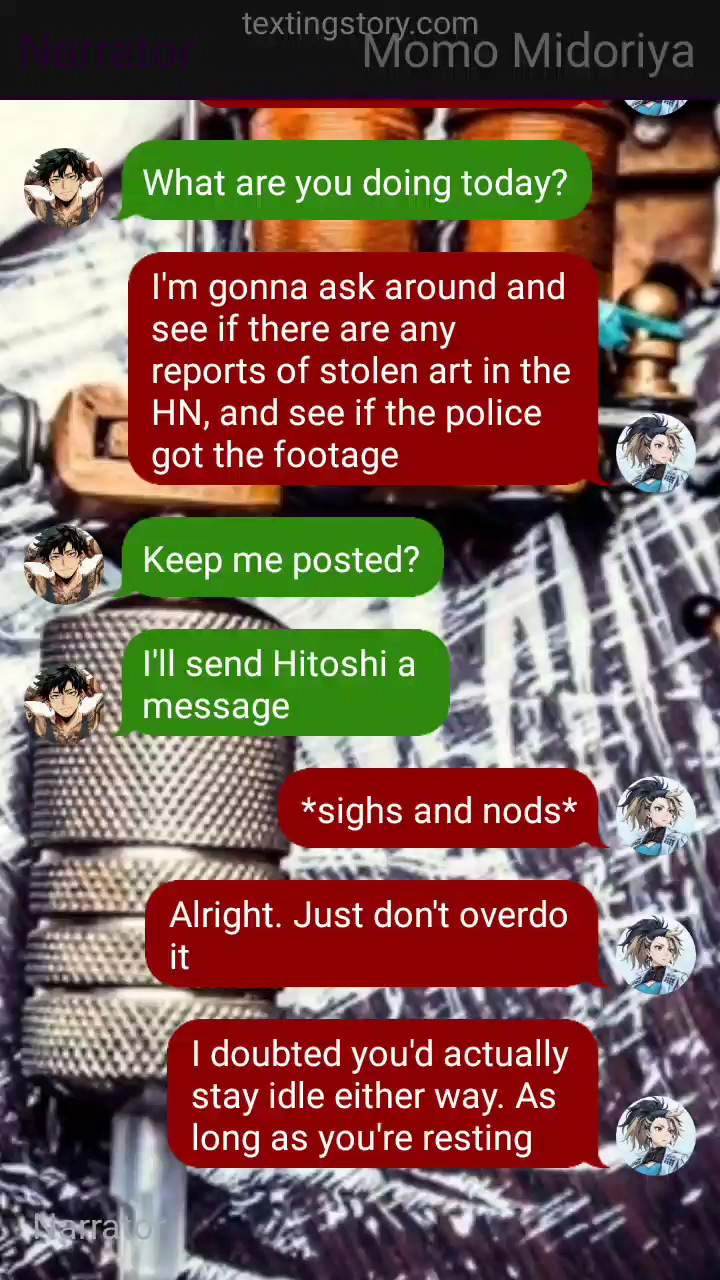 textingstory.com
Narrator
Momo Midoriya
What are you doing today?
I'm gonna ask around and
see if there are any
reports of stolen art in the
HN, and see if the police
got the footage
Keep me posted?
I'll send Hitoshi a
message
*sighs and nods*
Alright. Just don't overdo
it
I doubted you'd actually
stay idle either way. As
long as you're resting
Narrator